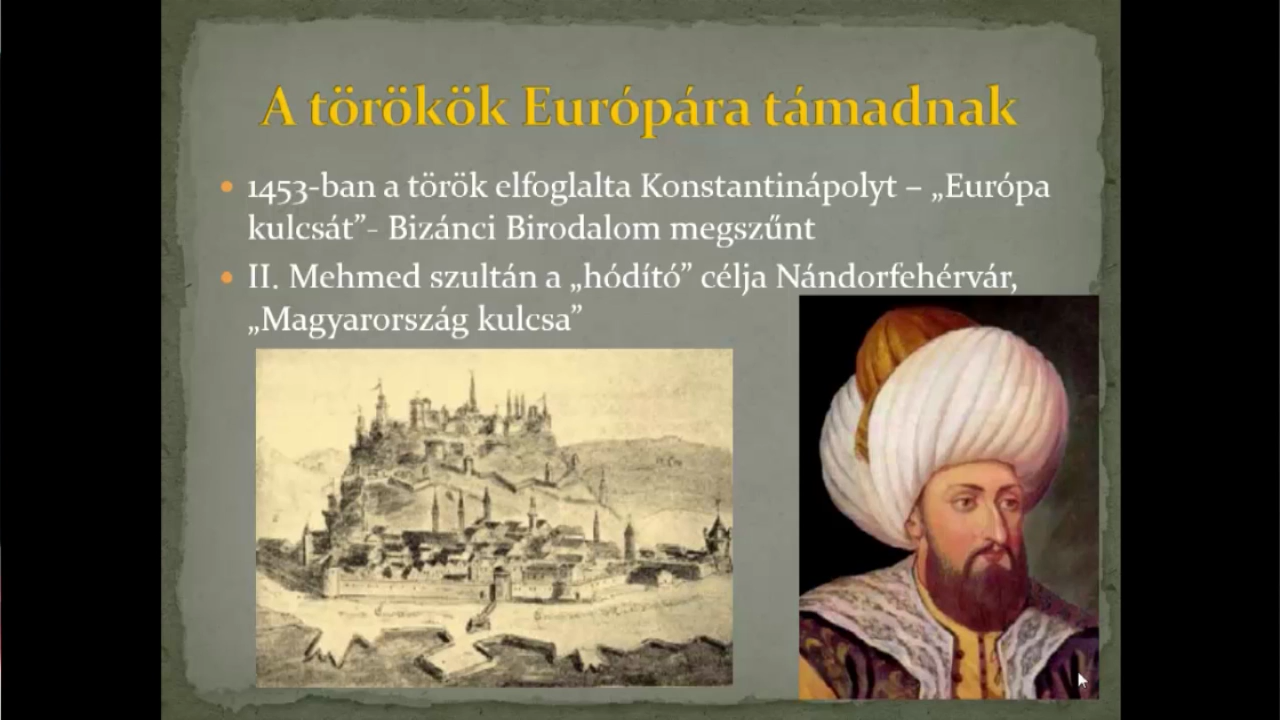 A törökök Európára támadnak
1453-ban a török elfoglalta Konstantinápolyt – „Európa
kulcsát”- Bizánci Birodalom megszűnt
II. Mehmed szultán a „hódító” célja Nándorfehérvár,
„Magyarország kulcsa”